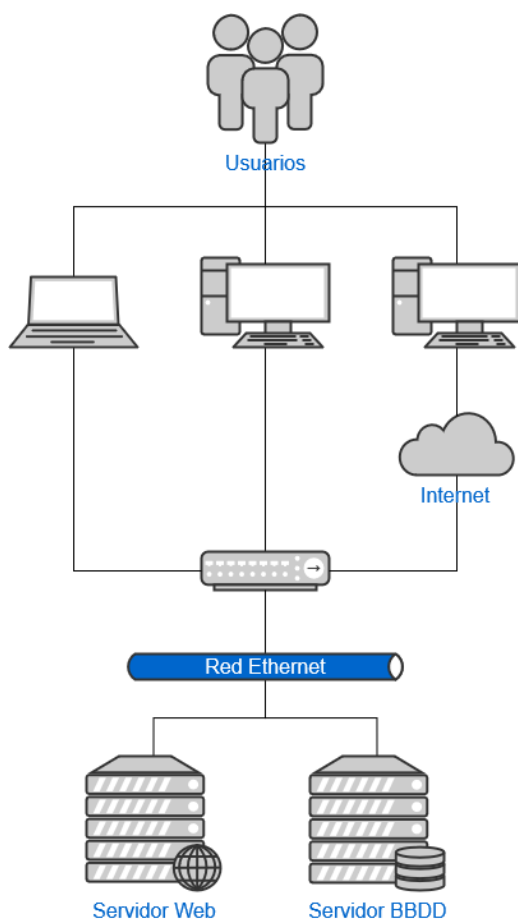 Usuarios
Internet
Red Ethernet
Servidor Web
Servidor BBDD